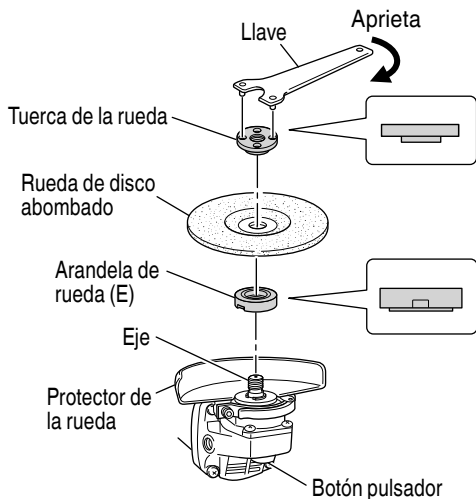 Aprieta
Llave
Tuerca de la rueda
Rueda de disco
abombado
Arandela de
rueda (E)
Eje
Protector de
la rueda
Botón pulsador